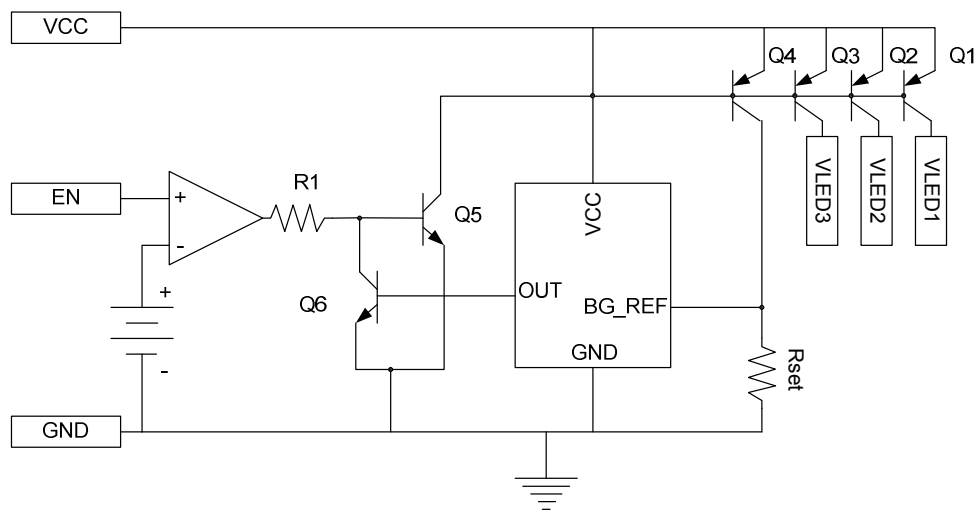 VCC
Q4
Q3
Q2
Q1
EN
+
-
R1
Q5
VCC
VLED3
VLED2
VLED1
+
-
Q6
OUT
BG_REF
GND
Rset
GND